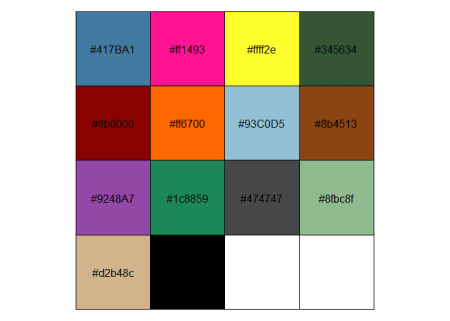 #417BA1 #ff1493 #ffff2e #345634
#8b0000 #ff6700 #93C0D5 #8b4513
#9248A7 #1c8859 #474747 #8fbc8f
#d2b48c